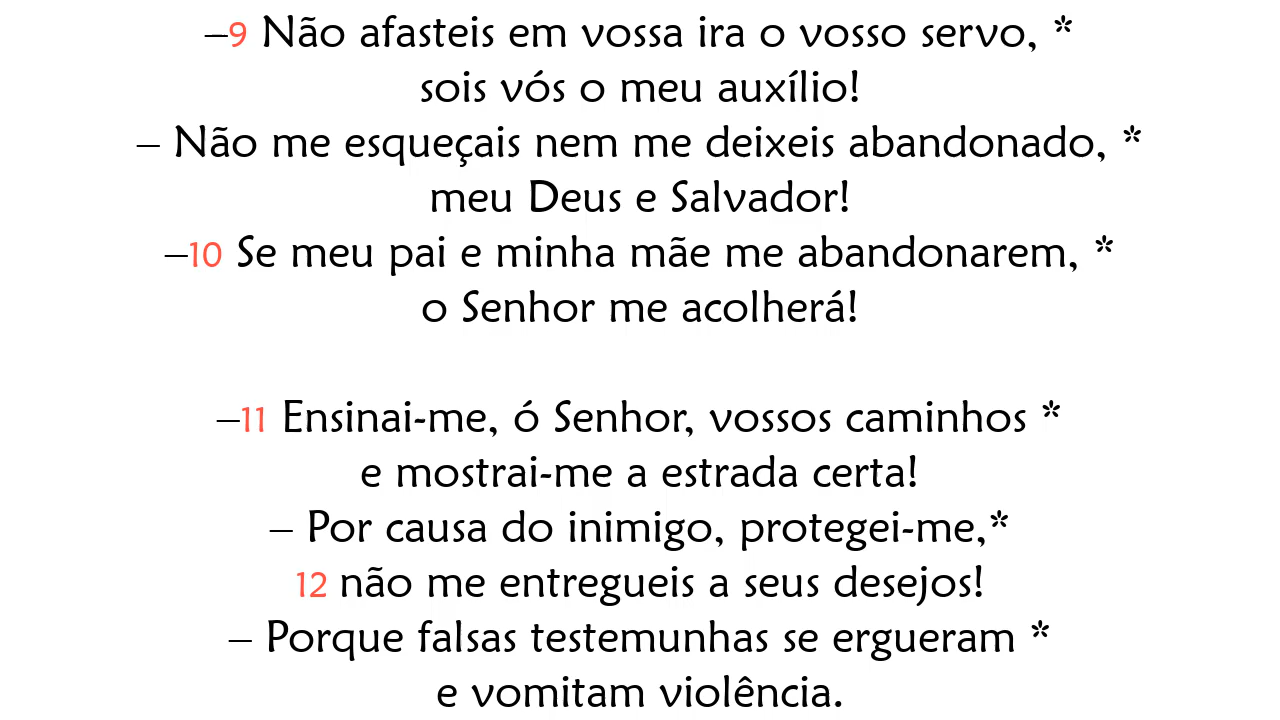 –9 Não afasteis em vossa ira o vosso servo, *
sois vós o meu auxílio!
– Não me esqueçais nem me deixeis abandonado, *
meu Deus e Salvador!
–10 Se meu pai e minha mãe me abandonarem, *
o Senhor me acolherá!
–11 Ensinai-me, ó Senhor, vossos caminhos *
e mostrai-me a estrada certa!
– Por causa do inimigo, protegei-me,*
12 não me entregueis a seus desejos!
– Porque falsas testemunhas se ergueram *
e vomitam violência.